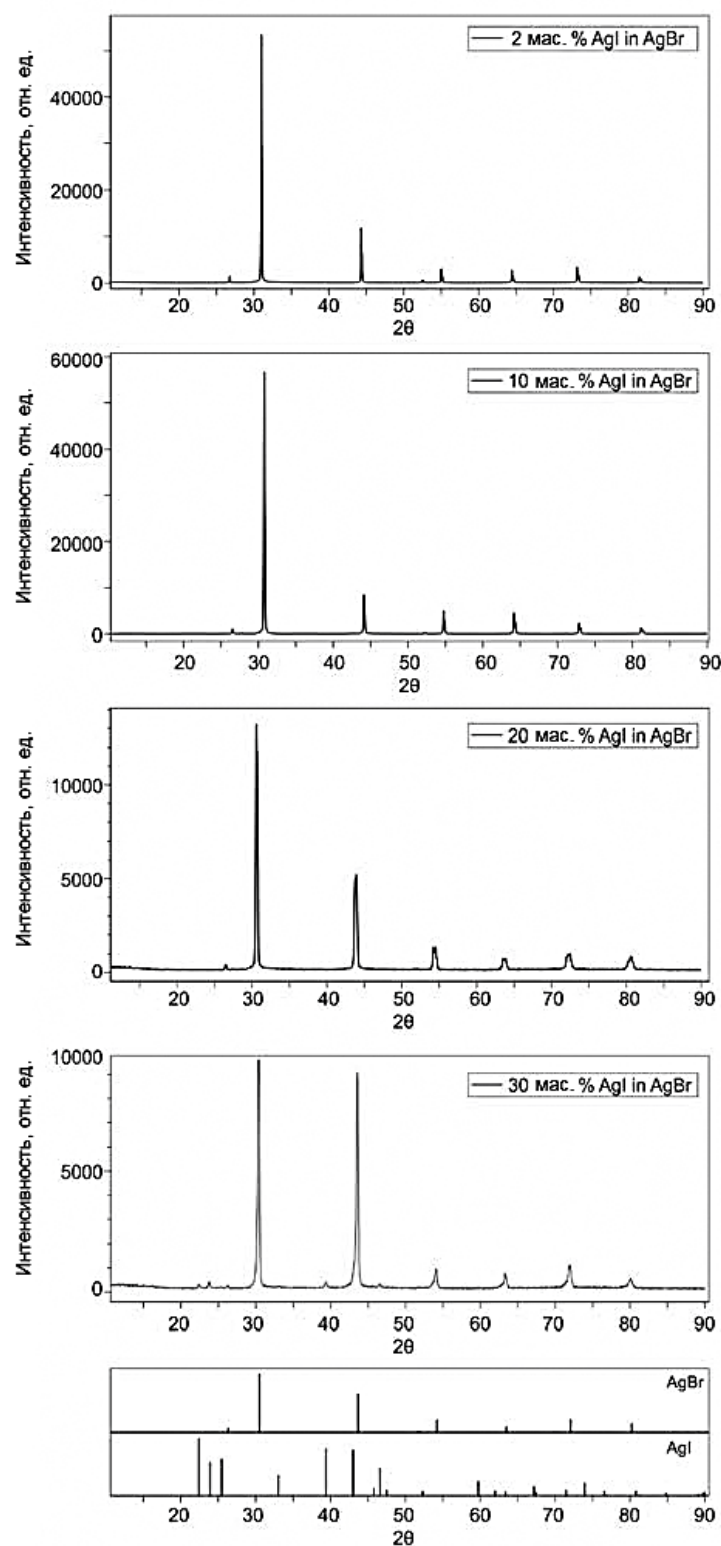 Интенсивность, отн. ед.
2 мас. % AgI in AgBr
40000
20000
0
20 30 40 50 60 70 80 90
2θ
Интенсивность, отн. ед.
10 мас. % AgI in AgBr
60000
40000
20000
0
20 30 40 50 60 70 80 90
2θ
Интенсивность, отн. ед.
20 мас. % AgI in AgBr
10000
5000
0
20 30 40 50 60 70 80 90
2θ
Интенсивность, отн. ед.
30 мас. % AgI in AgBr
10000
5000
0
20 30 40 50 60 70 80 90
2θ
AgBr
AgI
20 30 40 50 60 70 80 90
2θ